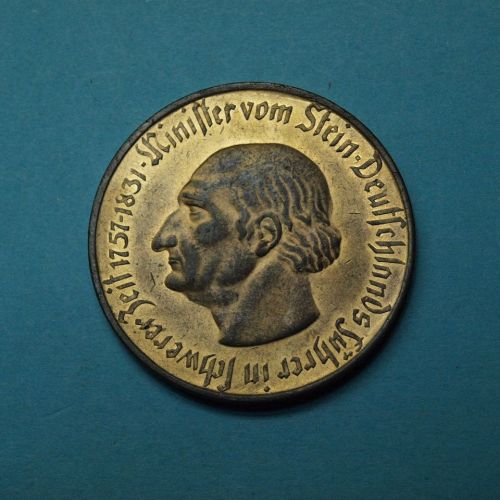 Minister vom Stein · Deutschlands Führer in schwerer Zeit 1757-1831 ·